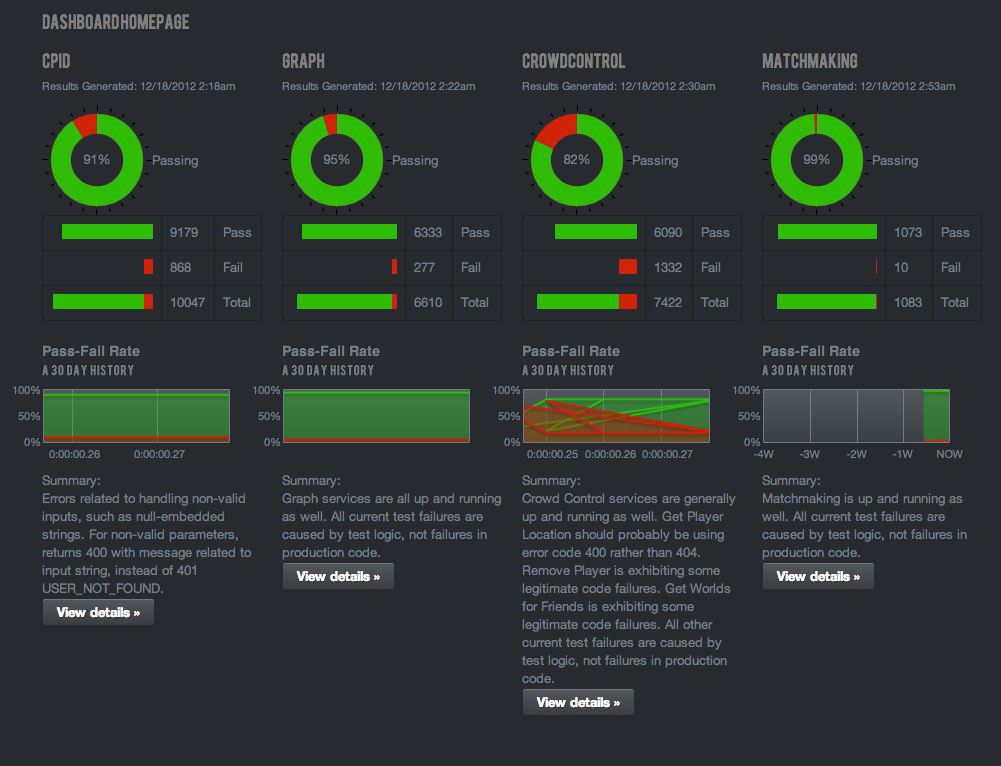 DASHBOARD HOMEPAGE
CPID
Results Generated: 12/18/2012 2:18am
91%
Passing
9179 Pass
868 Fail
10047 Total
Pass-Fail Rate
A 30 DAY HISTORY
100%
50%
0%
0:00:00.26 0:00:00.27
Summary:
Errors related to handling non-valid
inputs, such as null-embedded
strings. For non-valid parameters,
returns 400 with message related to
input string, instead of 401
USER_NOT_FOUND.
View details »
GRAPH
Results Generated: 12/18/2012 2:22am
95%
Passing
6333 Pass
277 Fail
6610 Total
Pass-Fail Rate
A 30 DAY HISTORY
100%
50%
0%
Summary:
Graph services are all up and running
as well. All current test failures are
caused by test logic, not failures in
production code.
View details »
CROWDCONTROL
Results Generated: 12/18/2012 2:30am
82%
Passing
6090 Pass
1332 Fail
7422 Total
Pass-Fail Rate
A 30 DAY HISTORY
100%
50%
0%
0:00:00.25 0:00:00.26 0:00:00.27
Summary:
Crowd Control services are generally
up and running as well. Get Player
Location should probably be using
error code 400 rather than 404.
Remove Player is exhibiting some
legitimate code failures. Get Worlds
for Friends is exhibiting some
legitimate code failures. All other
current test failures are caused by
test logic, not failures in production
code.
View details »
MATCHMAKING
Results Generated: 12/18/2012 2:53am
99%
Passing
1073 Pass
10 Fail
1083 Total
Pass-Fail Rate
A 30 DAY HISTORY
100%
50%
0%
-4W -3W -2W -1W NOW
Summary:
Matchmaking is up and running as
well. All current test failures are
caused by test logic, not failures in
production code.
View details »